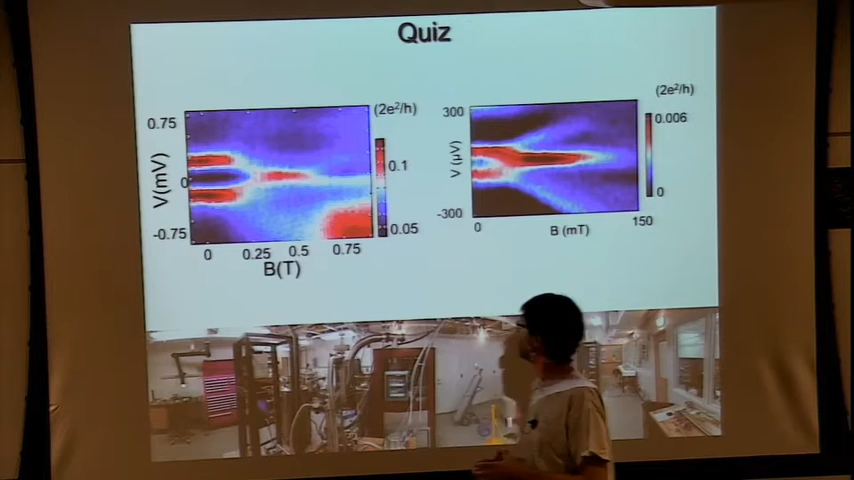 Quiz
0.75
0
-0.75
V(mV)
0
0.25
0.5
0.75
B(T)
(2e²/h)
0.1
0.05
300
-300
V (µV)
0
150
B (mT)
(2e²/h)
0.006
0